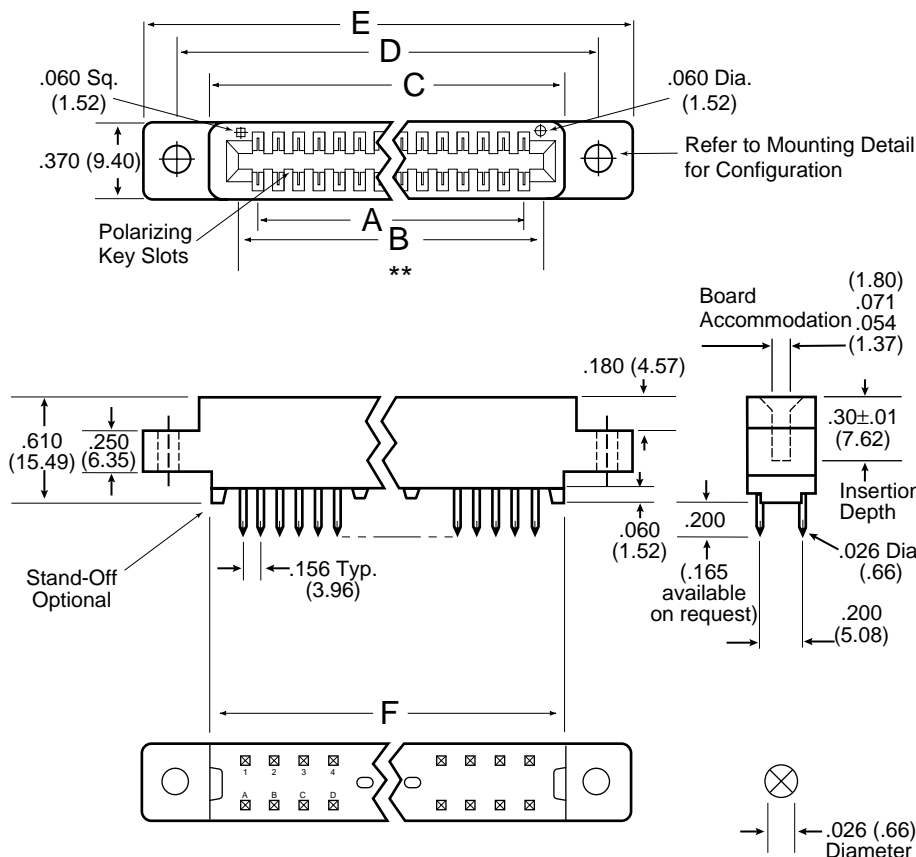 E
D
C
.060 Sq.
(1.52)
.060 Dia.
(1.52)
.370 (9.40)
Refer to Mounting Detail
for Configuration
Polarizing
Key Slots
A
B
**
Board
Accommodation
(1.80)
.071
.054
(1.37)
.180 (4.57)
.610
(15.49)
.250
(6.35)
.30±.01
(7.62)
Insertion
Depth
.060
(1.52)
.200
(.165
available
on request)
.026 Dia
(.66)
.200
(5.08)
Stand-Off
Optional
.156 Typ.
(3.96)
F
1 2 3 4
A B C D
.026 (.66)
Diameter